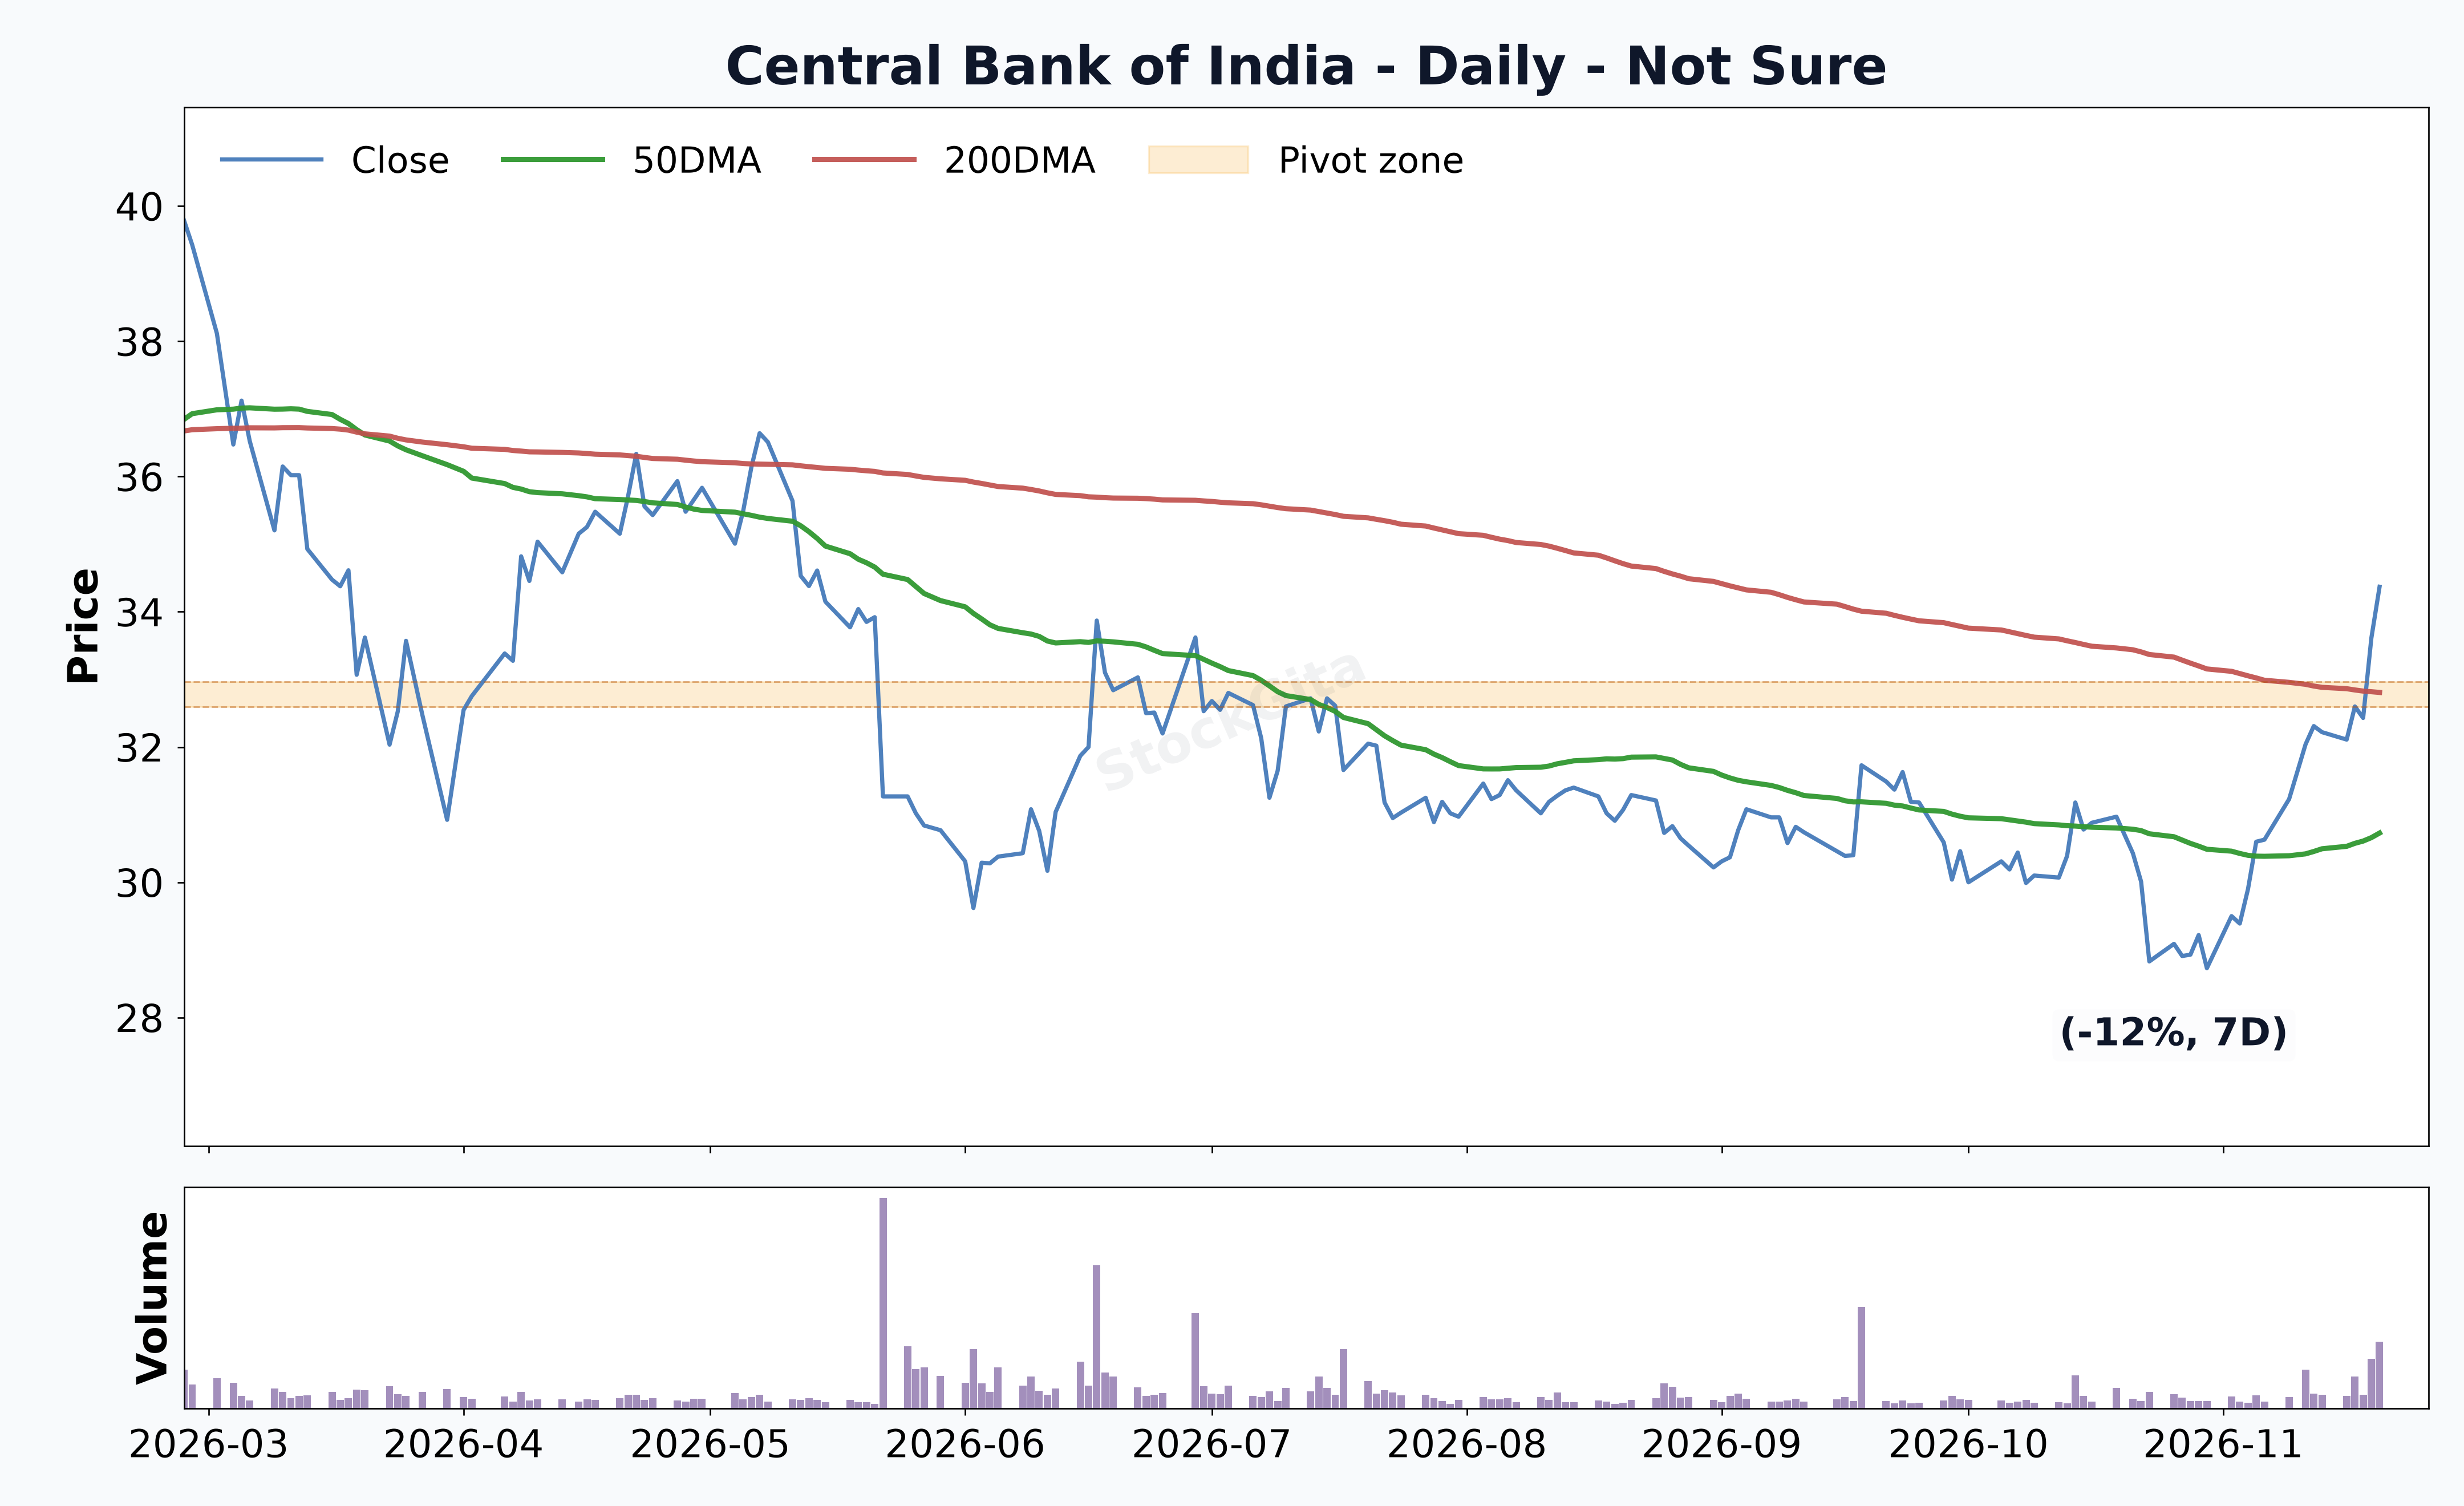 Central Bank of India - Daily - Not Sure
Close 50DMA 200DMA Pivot zone
Price
40
38
36
34
32
30
28
StockGita
(-12%, 7D)
Volume
2026-03 2026-04 2026-05 2026-06 2026-07 2026-08 2026-09 2026-10 2026-11